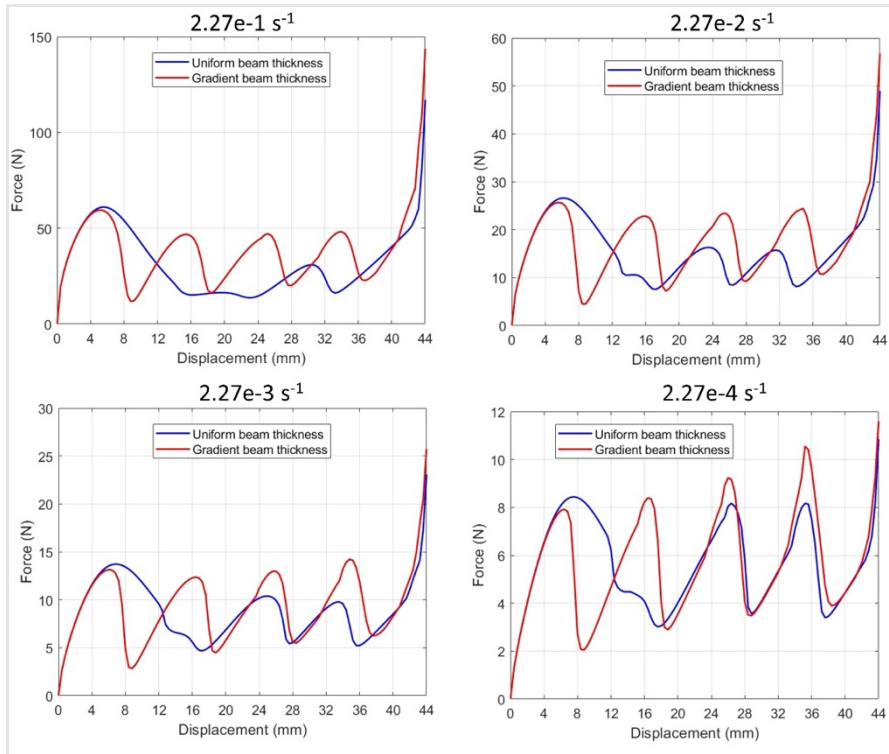 2.27e-1 s-1
150
100
50
0
Force (N)
Uniform beam thickness
Gradient beam thickness
0 4 8 12 16 20 24 28 32 36 40 44
Displacement (mm)
2.27e-2 s-1
60
50
40
30
20
10
0
Force (N)
Uniform beam thickness
Gradient beam thickness
0 4 8 12 16 20 24 28 32 36 40 44
Displacement (mm)
2.27e-3 s-1
30
25
20
15
10
5
0
Force (N)
Uniform beam thickness
Gradient beam thickness
0 4 8 12 16 20 24 28 32 36 40 44
Displacement (mm)
2.27e-4 s-1
12
10
8
6
4
2
0
Force (N)
Uniform beam thickness
Gradient beam thickness
0 4 8 12 16 20 24 28 32 36 40 44
Displacement (mm)